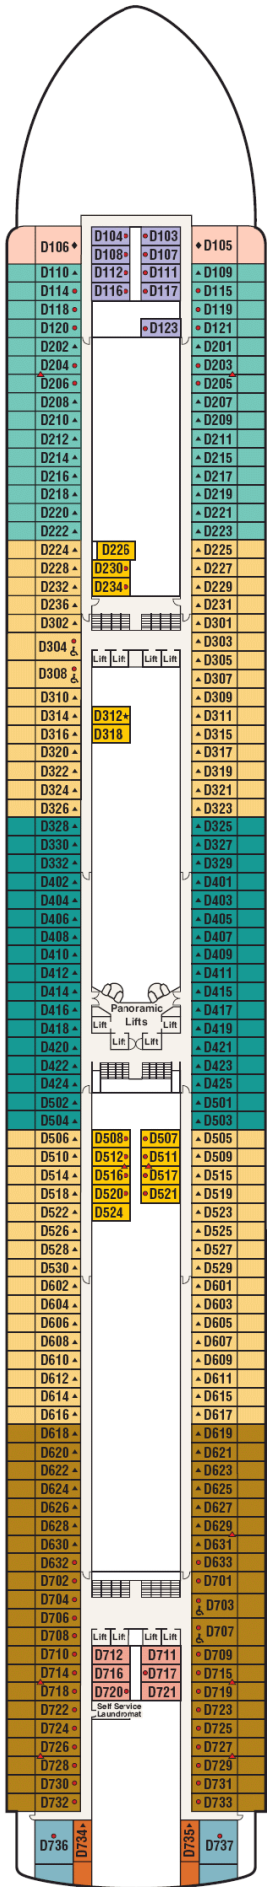 D104 D103
D106 D105
D108 D107
D110 D112 D111 D109
D114 D116 D117 D115
D118 D119
D120 D123 D121
D202 D201
D204 D203
D206 D205
D208 D207
D210 D209
D212 D211
D214 D215
D216 D217
D218 D219
D220 D221
D222 D223
D224 D226 D225
D228 D230 D227
D232 D234 D229
D236 D231
D302 D301
D304 D303
Lift Lift Lift Lift D305
D308 D307
D310 D309
D314 D312 D311
D316 D318 D315
D320 D317
D322 D319
D324 D321
D326 D323
D328 D325
D330 D327
D332 D329
D402 D401
D404 D403
D406 D405
D408 D407
D410 D409
D412 D411
D414 D415
D416 Panoramic D417
Lifts
D418 Lift Lift D419
D420 Lift Lift D421
D422 D423
D424 D425
D502 D501
D504 D503
D506 D508 D507 D505
D510 D512 D511 D509
D514 D516 D517 D515
D518 D520 D521 D519
D522 D524 D523
D526 D525
D528 D527
D530 D529
D602 D601
D604 D603
D606 D605
D608 D607
D610 D609
D612 D611
D614 D615
D616 D617
D618 D619
D620 D621
D622 D623
D624 D625
D626 D627
D628 D629
D630 D631
D632 D633
D702 D701
D704 D703
D706
D708 Lift Lift Lift Lift D707
D710 D712 D711 D709
D714 D716 D717 D715
D718 D720 D721 D719
D722 Self Service D723
Laundromat
D724 D725
D726 D727
D728 D729
D730 D731
D732 D733
D736 D734 D735 D737